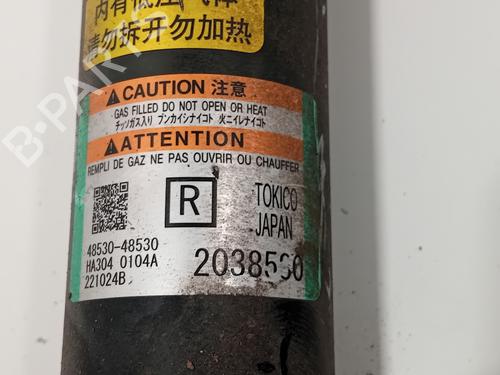 内有低压气体
请勿拆开勿加热
CAUTION 注意
GAS FILLED DO NOT OPEN OR HEAT
チッソガス入り ブンカイシナイコト 火ニイレナイコト
ATTENTION
REMPLI DE GAZ NE PAS OUVRIR OU CHAUFFER
R
TOKICO
JAPAN
48530-48530
HA304 0104A
221024B
B-PARTS